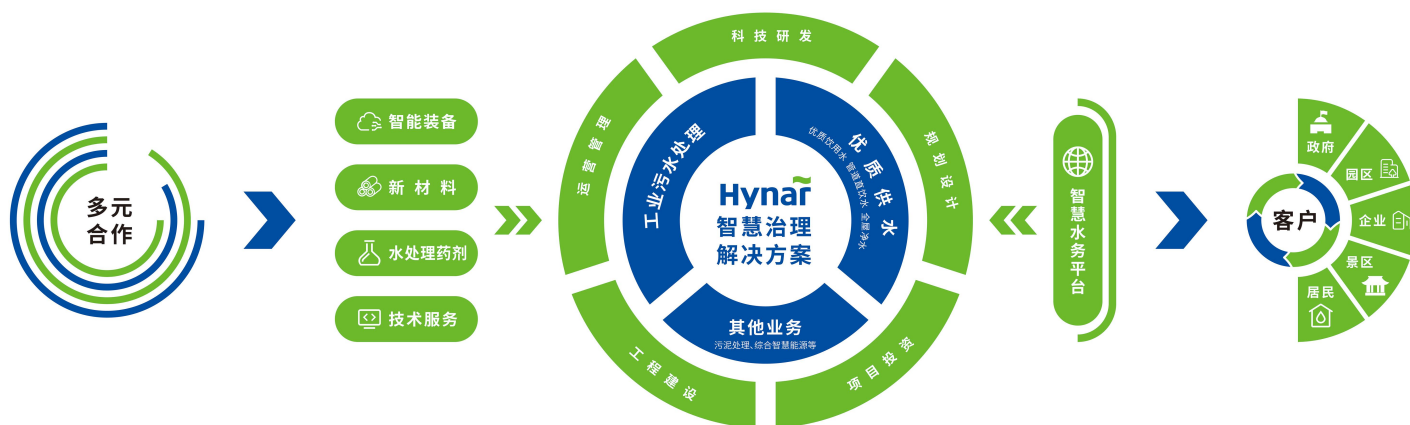 多元
合作
智能装备
新材料
水处理药剂
技术服务
科技研发
规划设计
项目投资
工程建设
运营管理
工业污水处理
优质供水
优质饮用水 管道直饮水 全屋净水
其他业务
污泥处理、综合智慧能源等
Hynar
智慧治理
解决方案
智慧水务平台
客户
政府
园区
企业
景区
居民